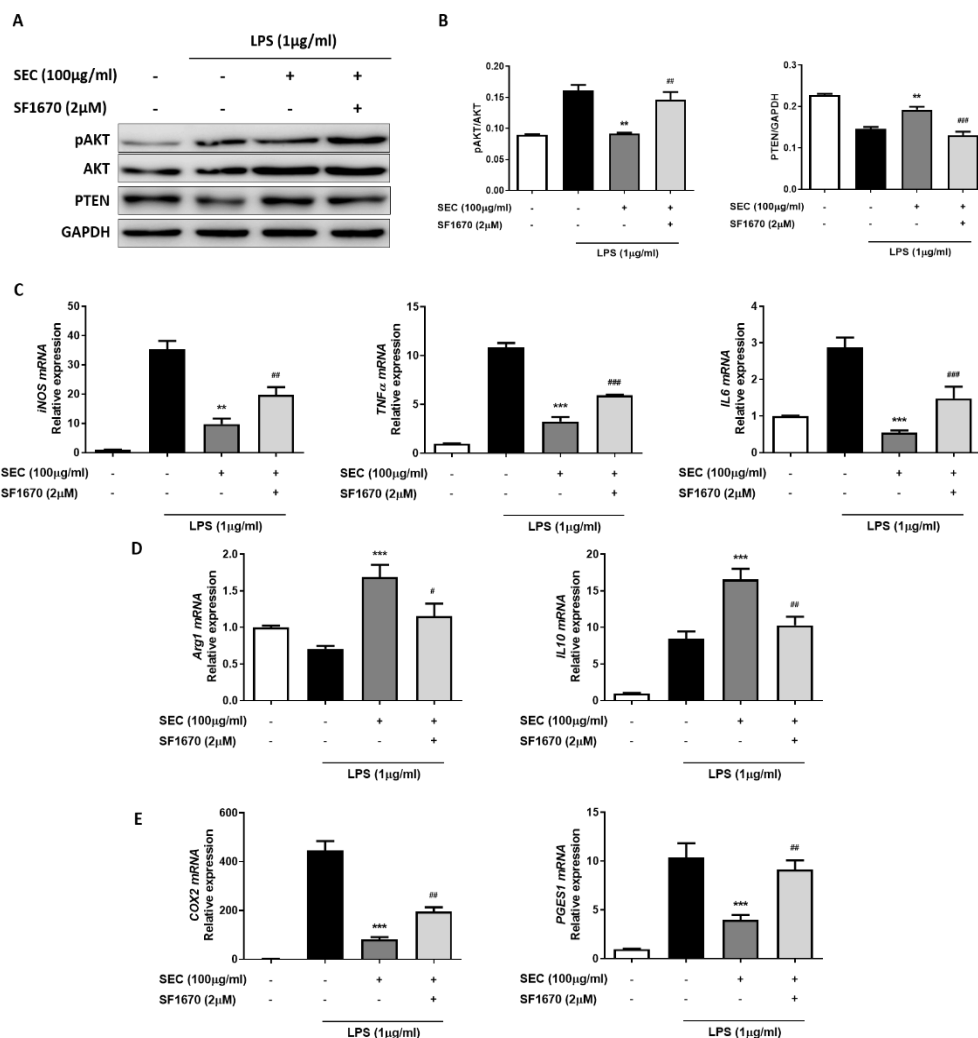 A
LPS (1μg/ml)
SEC (100μg/ml) - - + +
SF1670 (2μM) - - - +
pAKT
AKT
PTEN
GAPDH
B
pAKT/AKT
0.20
0.15
0.10
0.05
0.00
**
##
SEC (100μg/ml) - - + +
SF1670 (2μM) - - - +
LPS (1μg/ml)
PTEN/GAPDH
0.3
0.2
0.1
0.0
**
###
SEC (100μg/ml) - - + +
SF1670 (2μM) - - - +
LPS (1μg/ml)
C
iNOS mRNA
Relative expression
50
40
30
20
10
0
**
##
SEC (100μg/ml) - - + +
SF1670 (2μM) - - - +
LPS (1μg/ml)
TNFα mRNA
Relative expression
15
10
5
0
***
###
SEC (100μg/ml) - - + +
SF1670 (2μM) - - - +
LPS (1μg/ml)
IL6 mRNA
Relative expression
4
3
2
1
0
***
###
SEC (100μg/ml) - - + +
SF1670 (2μM) - - - +
LPS (1μg/ml)
D
Arg1 mRNA
Relative expression
2.0
1.5
1.0
0.5
0.0
***
#
SEC (100μg/ml) - - + +
SF1670 (2μM) - - - +
LPS (1μg/ml)
IL10 mRNA
Relative expression
20
15
10
5
0
***
##
SEC (100μg/ml) - - + +
SF1670 (2μM) - - - +
LPS (1μg/ml)
E
COX2 mRNA
Relative expression
600
400
200
0
***
##
SEC (100μg/ml) - - + +
SF1670 (2μM) - - - +
LPS (1μg/ml)
PGES1 mRNA
Relative expression
15
10
5
0
***
##
SEC (100μg/ml) - - + +
SF1670 (2μM) - - - +
LPS (1μg/ml)